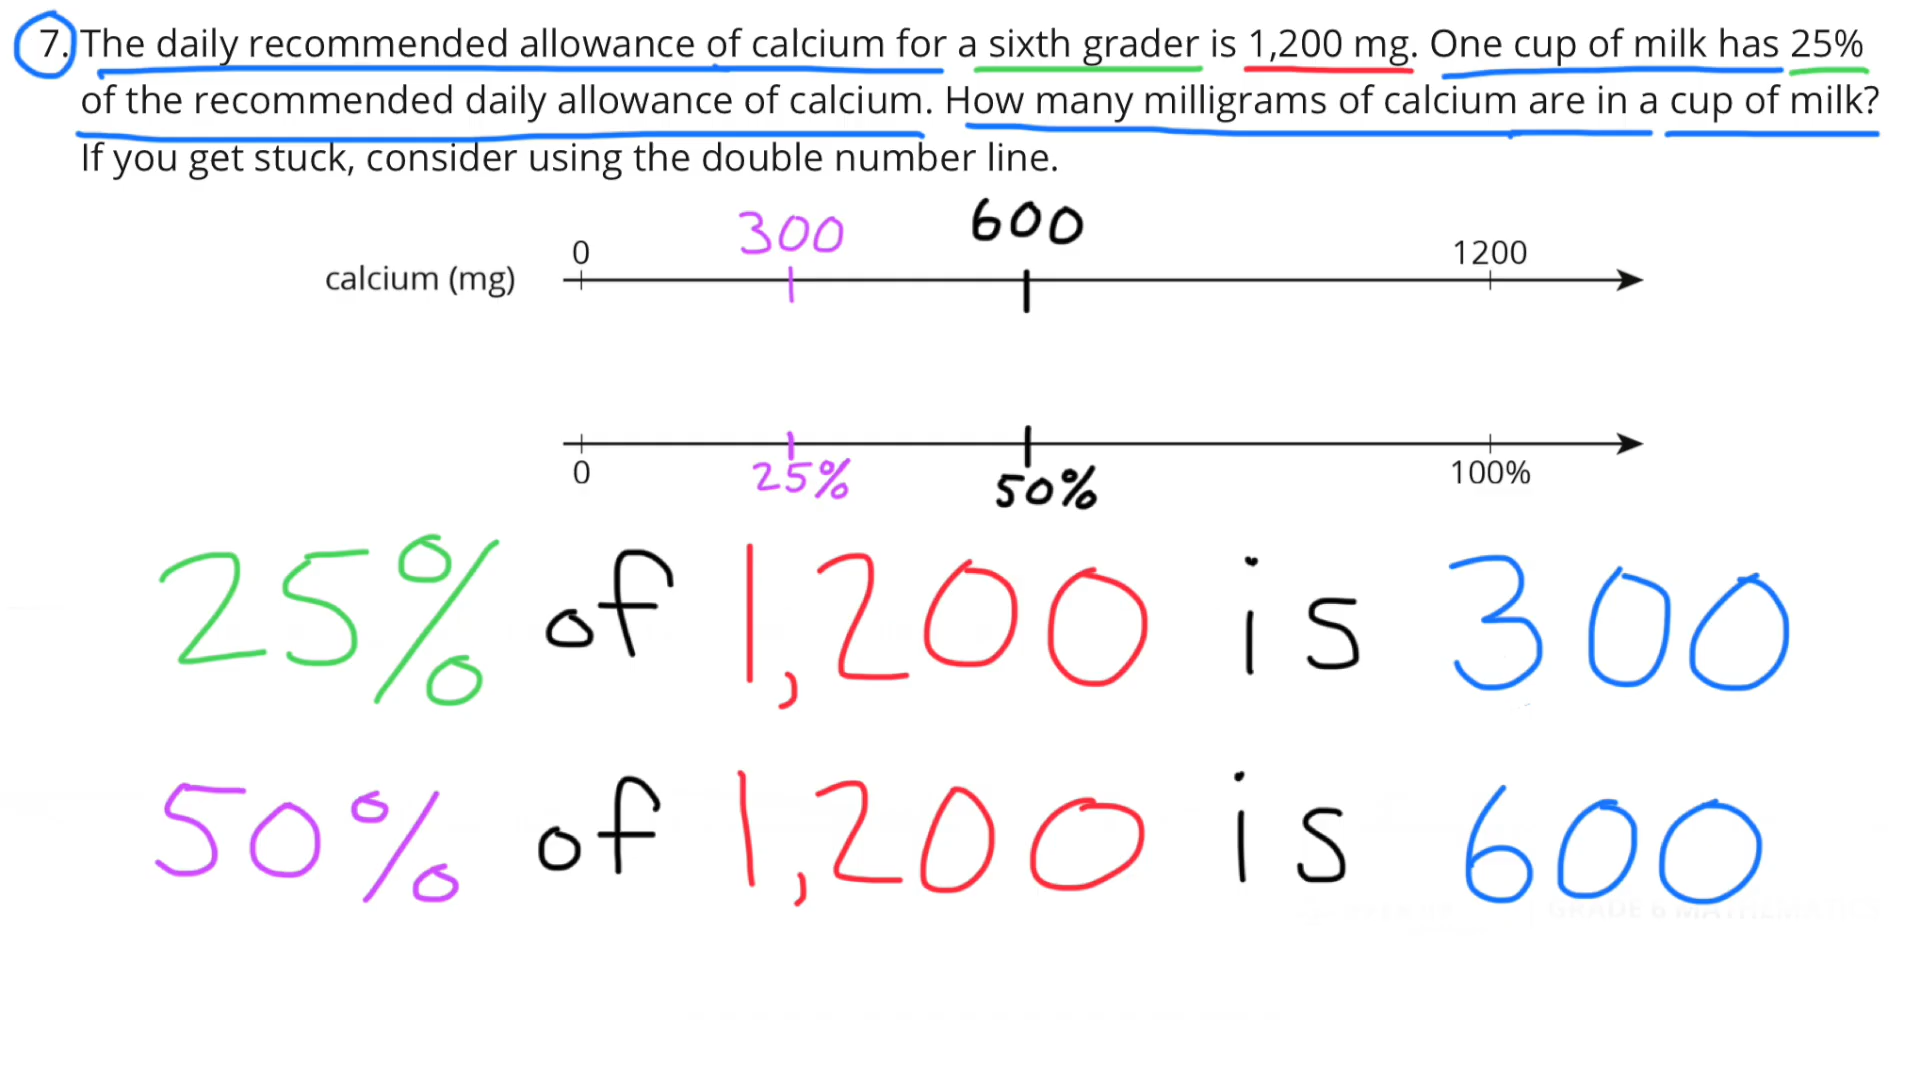 7. The daily recommended allowance of calcium for a sixth grader is 1,200 mg. One cup of milk has 25%
of the recommended daily allowance of calcium. How many milligrams of calcium are in a cup of milk?
If you get stuck, consider using the double number line.
300 600
0 1200
calcium (mg)
0 25% 50% 100%
25% of 1,200 is 300
50% of 1,200 is 600
GRADE 6 MATHEMATICS